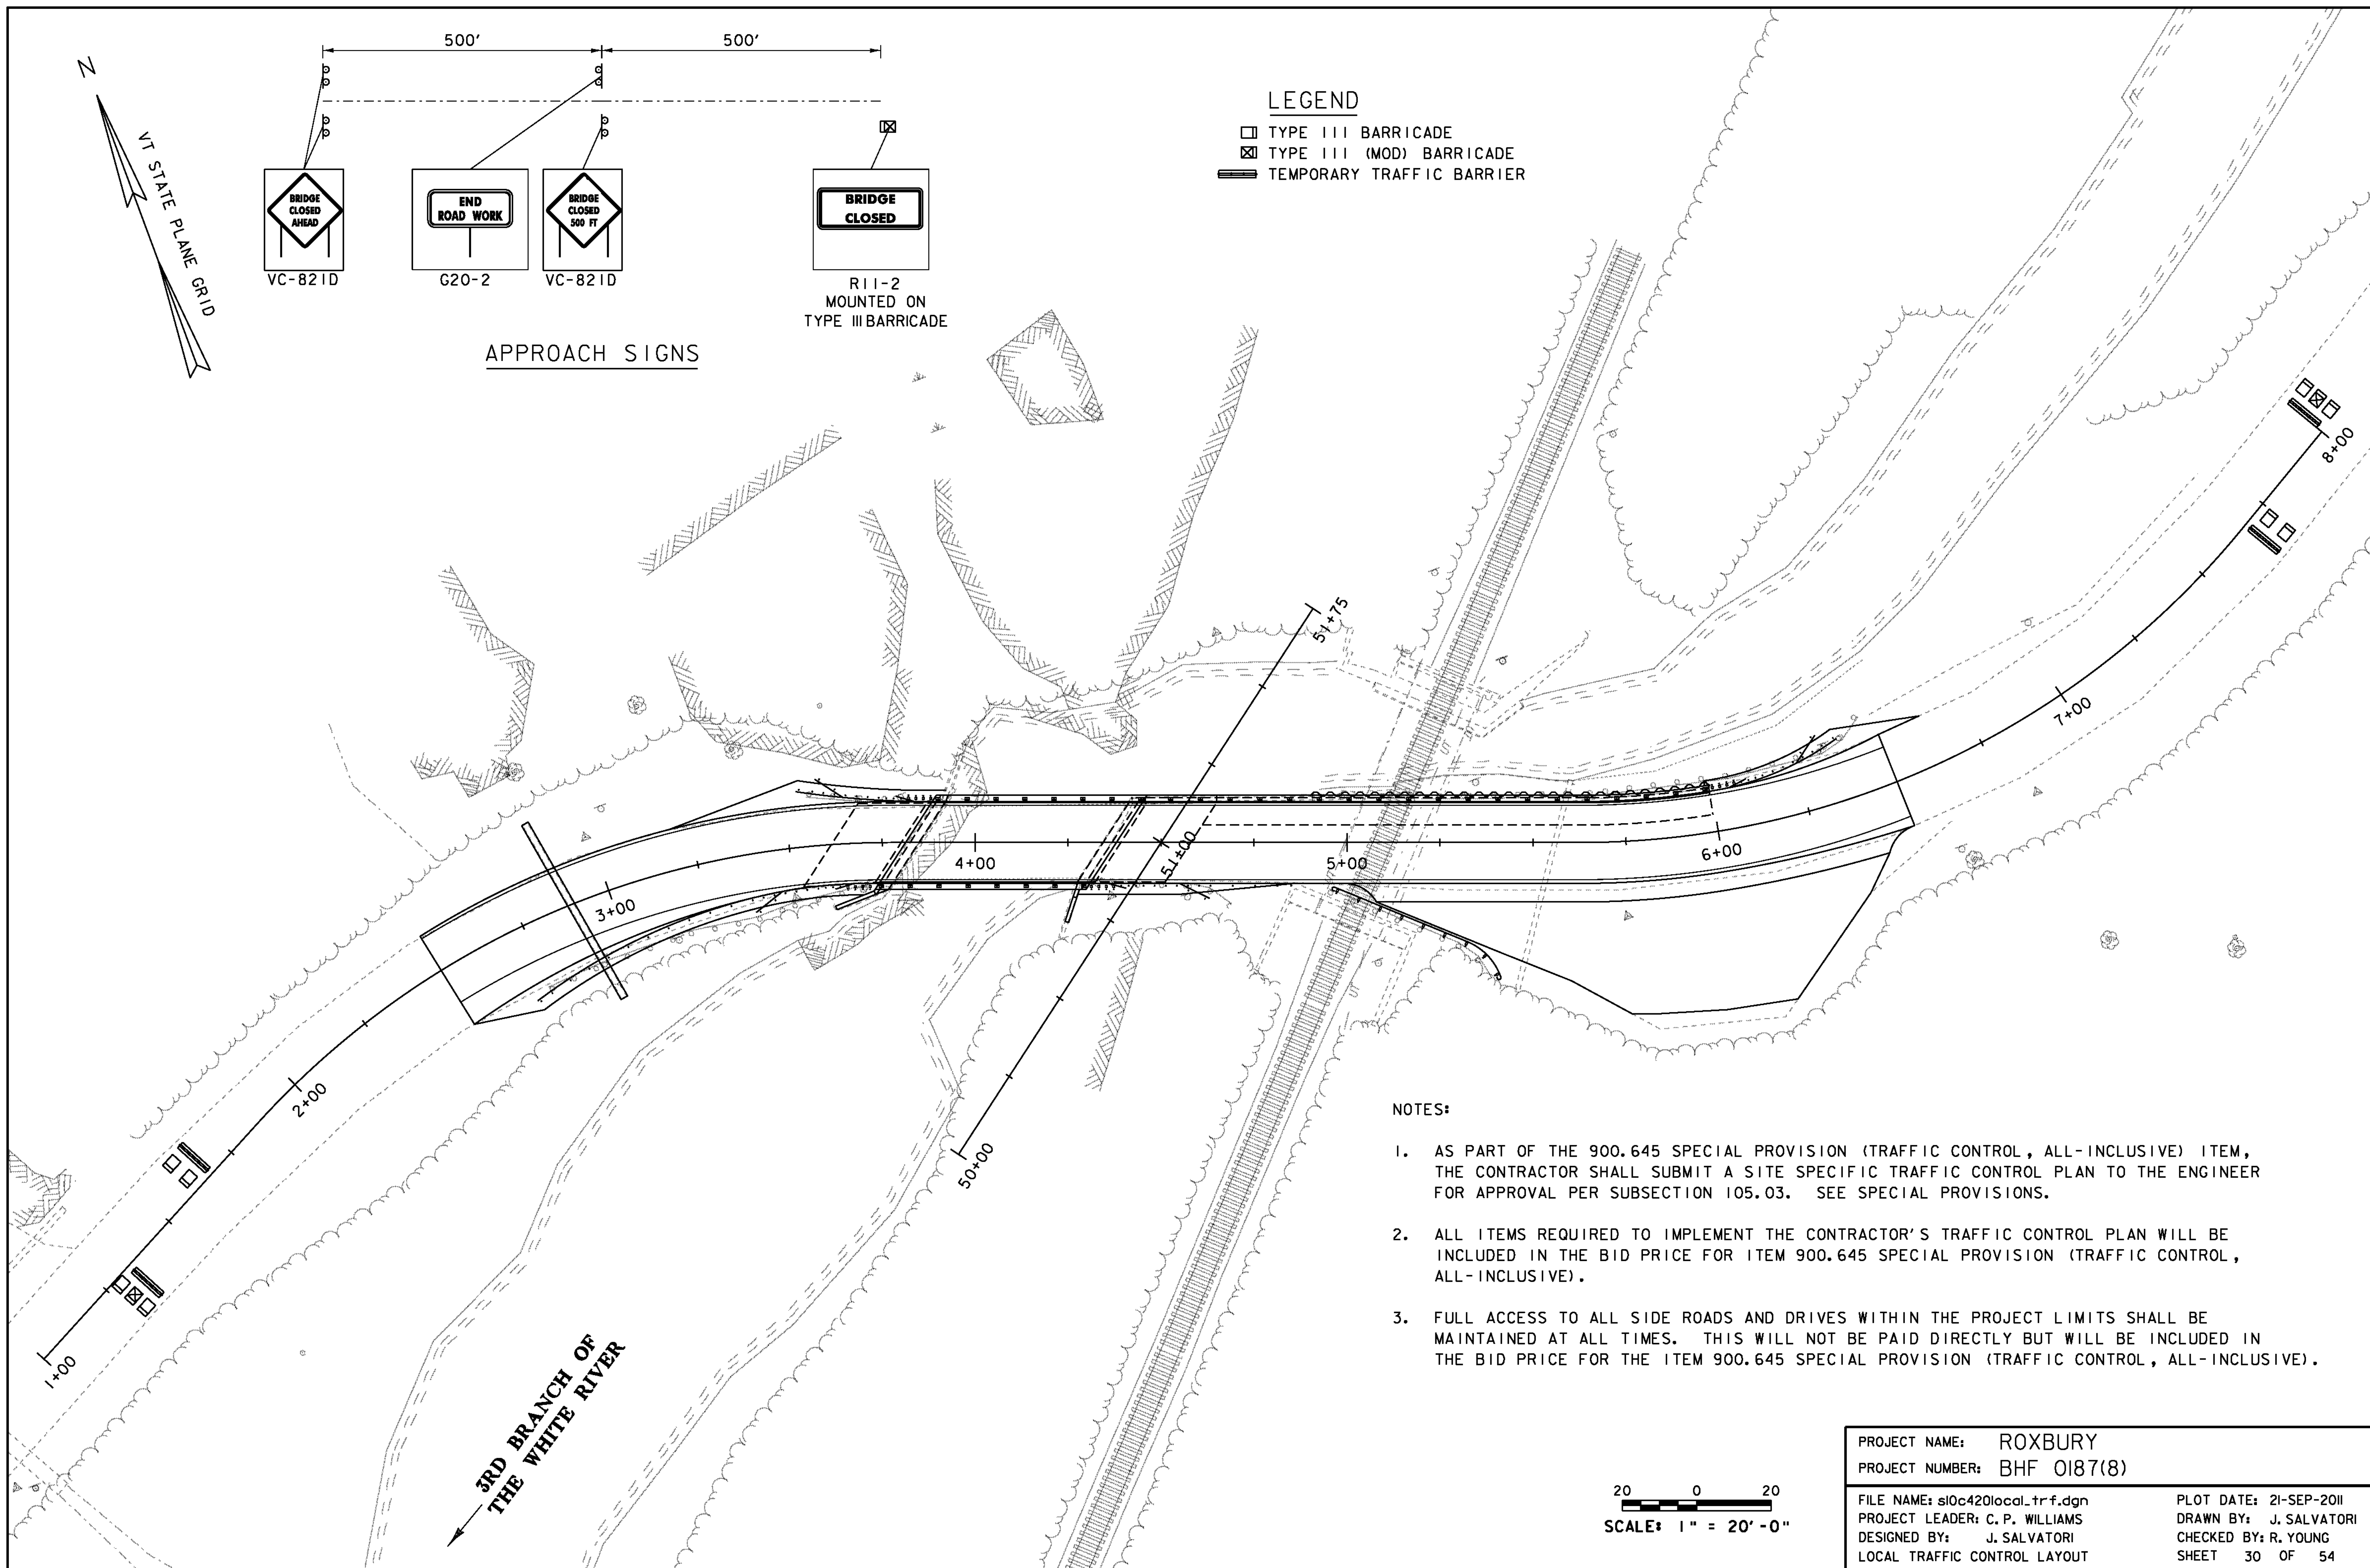 500' 500'
N
VT STATE PLANE GRID
BRIDGE
CLOSED
AHEAD
VC-821D
END
ROAD WORK
G20-2
BRIDGE
CLOSED
500 FT
VC-821D
BRIDGE
CLOSED
R11-2
MOUNTED ON
TYPE III BARRICADE
APPROACH SIGNS
LEGEND
TYPE III BARRICADE
TYPE III (MOD) BARRICADE
TEMPORARY TRAFFIC BARRIER
1+00
2+00
3+00
4+00
5+00
6+00
7+00
8+00
50+00
51+00
51+75
3RD BRANCH OF
THE WHITE RIVER
NOTES:
1. AS PART OF THE 900.645 SPECIAL PROVISION (TRAFFIC CONTROL, ALL-INCLUSIVE) ITEM,
THE CONTRACTOR SHALL SUBMIT A SITE SPECIFIC TRAFFIC CONTROL PLAN TO THE ENGINEER
FOR APPROVAL PER SUBSECTION 105.03. SEE SPECIAL PROVISIONS.
2. ALL ITEMS REQUIRED TO IMPLEMENT THE CONTRACTOR'S TRAFFIC CONTROL PLAN WILL BE
INCLUDED IN THE BID PRICE FOR ITEM 900.645 SPECIAL PROVISION (TRAFFIC CONTROL,
ALL-INCLUSIVE).
3. FULL ACCESS TO ALL SIDE ROADS AND DRIVES WITHIN THE PROJECT LIMITS SHALL BE
MAINTAINED AT ALL TIMES. THIS WILL NOT BE PAID DIRECTLY BUT WILL BE INCLUDED IN
THE BID PRICE FOR THE ITEM 900.645 SPECIAL PROVISION (TRAFFIC CONTROL, ALL-INCLUSIVE).
20 0 20
SCALE: 1" = 20'-0"
PROJECT NAME: ROXBURY
PROJECT NUMBER: BHF 0187(8)
FILE NAME: s10c420local_trf.dgn PLOT DATE: 21-SEP-2011
PROJECT LEADER: C. P. WILLIAMS DRAWN BY: J. SALVATORI
DESIGNED BY: J. SALVATORI CHECKED BY: R. YOUNG
LOCAL TRAFFIC CONTROL LAYOUT SHEET 30 OF 54